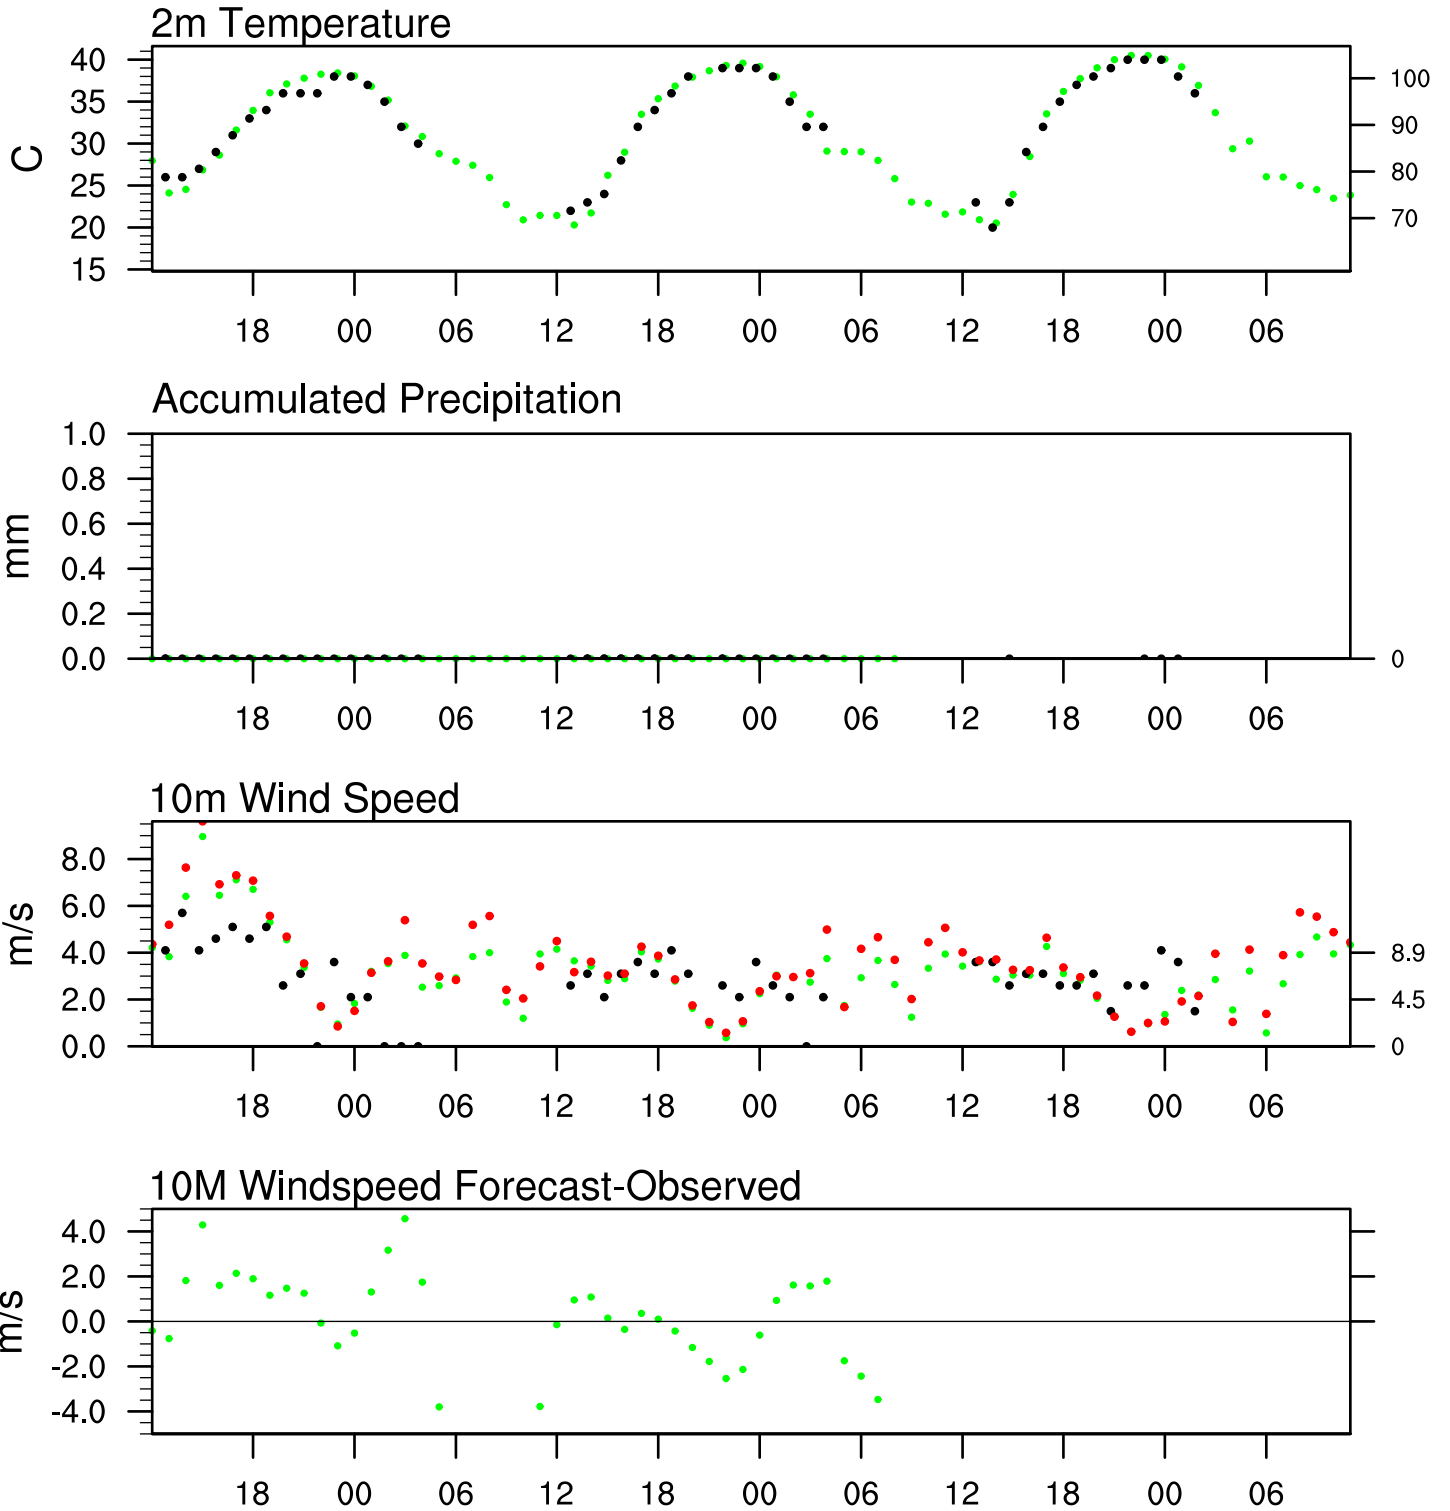 2m Temperature
40
35
30
25
20
15
C
100
90
80
70
18 00 06 12 18 00 06 12 18 00 06
Accumulated Precipitation
1.0
0.8
0.6
0.4
0.2
0.0
mm
0
18 00 06 12 18 00 06 12 18 00 06
10m Wind Speed
8.0
6.0
4.0
2.0
0.0
m/s
8.9
4.5
0
18 00 06 12 18 00 06 12 18 00 06
10M Windspeed Forecast-Observed
4.0
2.0
0.0
-2.0
-4.0
m/s
18 00 06 12 18 00 06 12 18 00 06